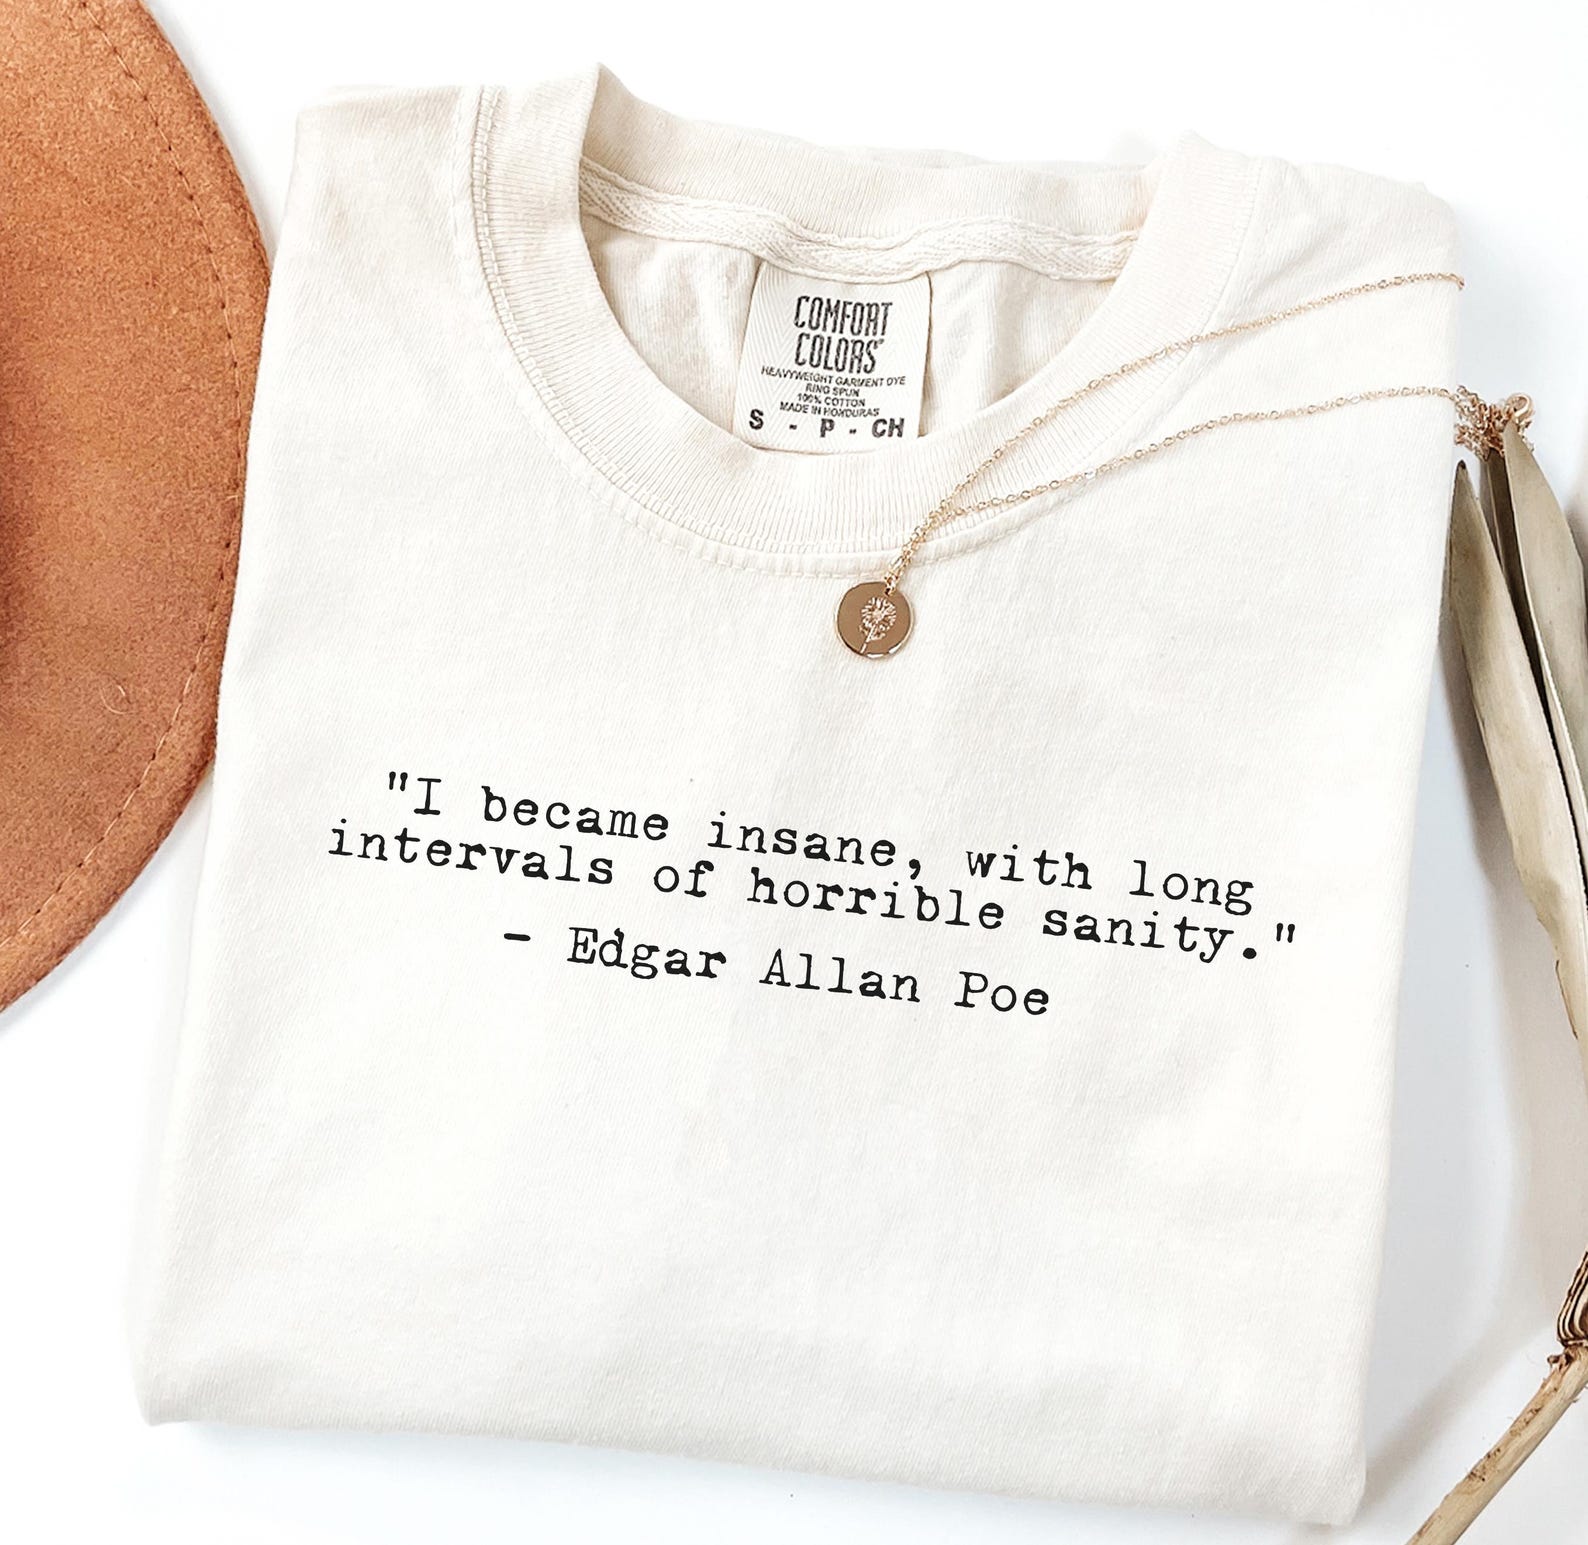 COMFORT
COLORS®
HEAVYWEIGHT GARMENT DYE
RING SPUN
100% COTTON
MADE IN HONDURAS
S - P - CH
"I became insane, with long
intervals of horrible sanity."
- Edgar Allan Poe